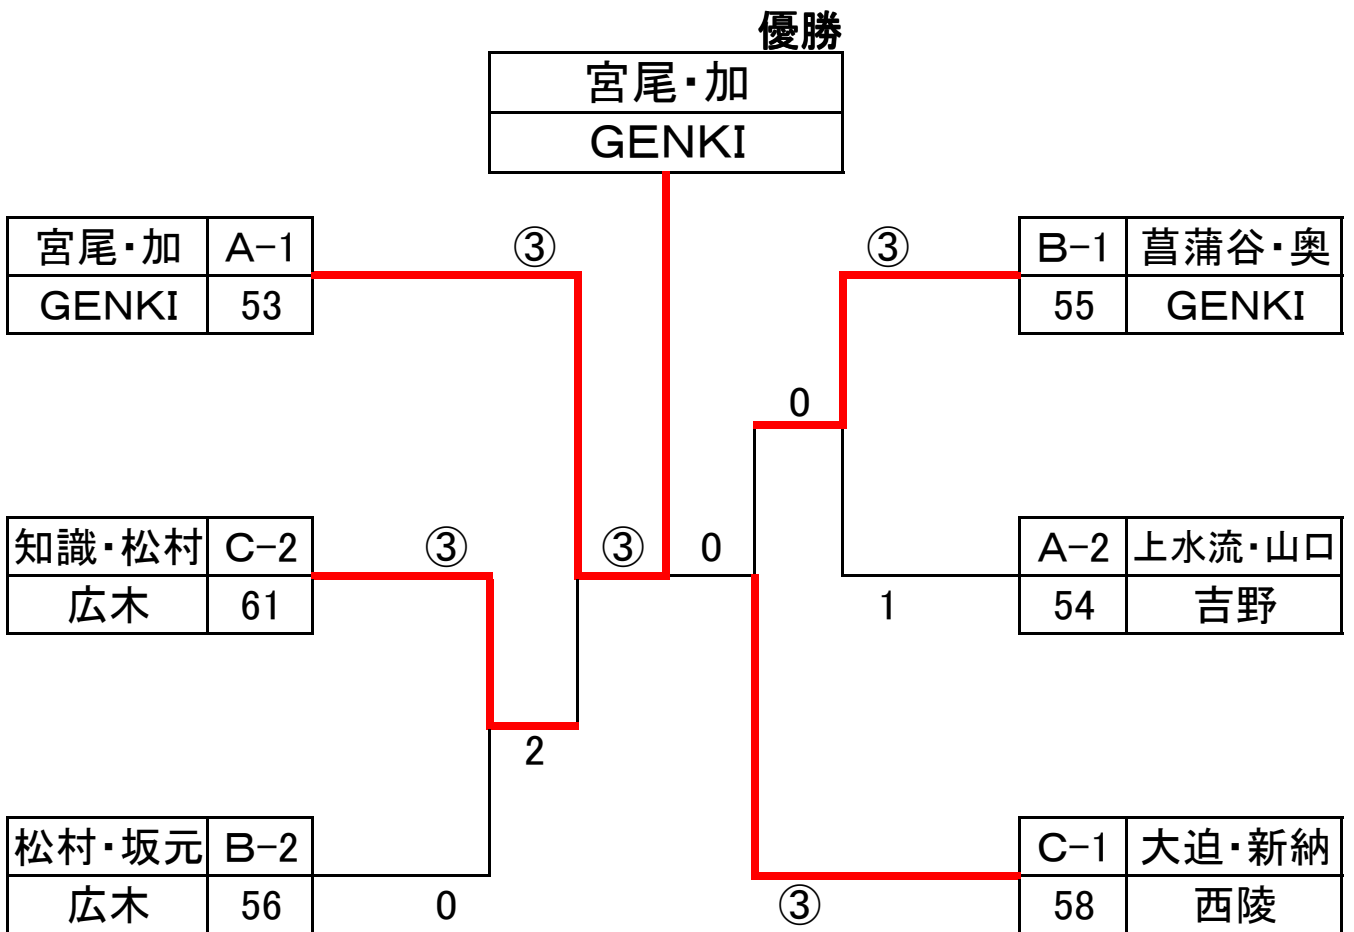 優勝
宮尾・加
GENKI
宮尾・加 A-1 ③ ③ B-1 菖蒲谷・奥
GENKI 53 55 GENKI
0
知識・松村 C-2 ③ ③ 0 A-2 上水流・山口
広木 61 1 54 吉野
2
松村・坂元 B-2 C-1 大迫・新納
広木 56 0 ③ 58 西陵